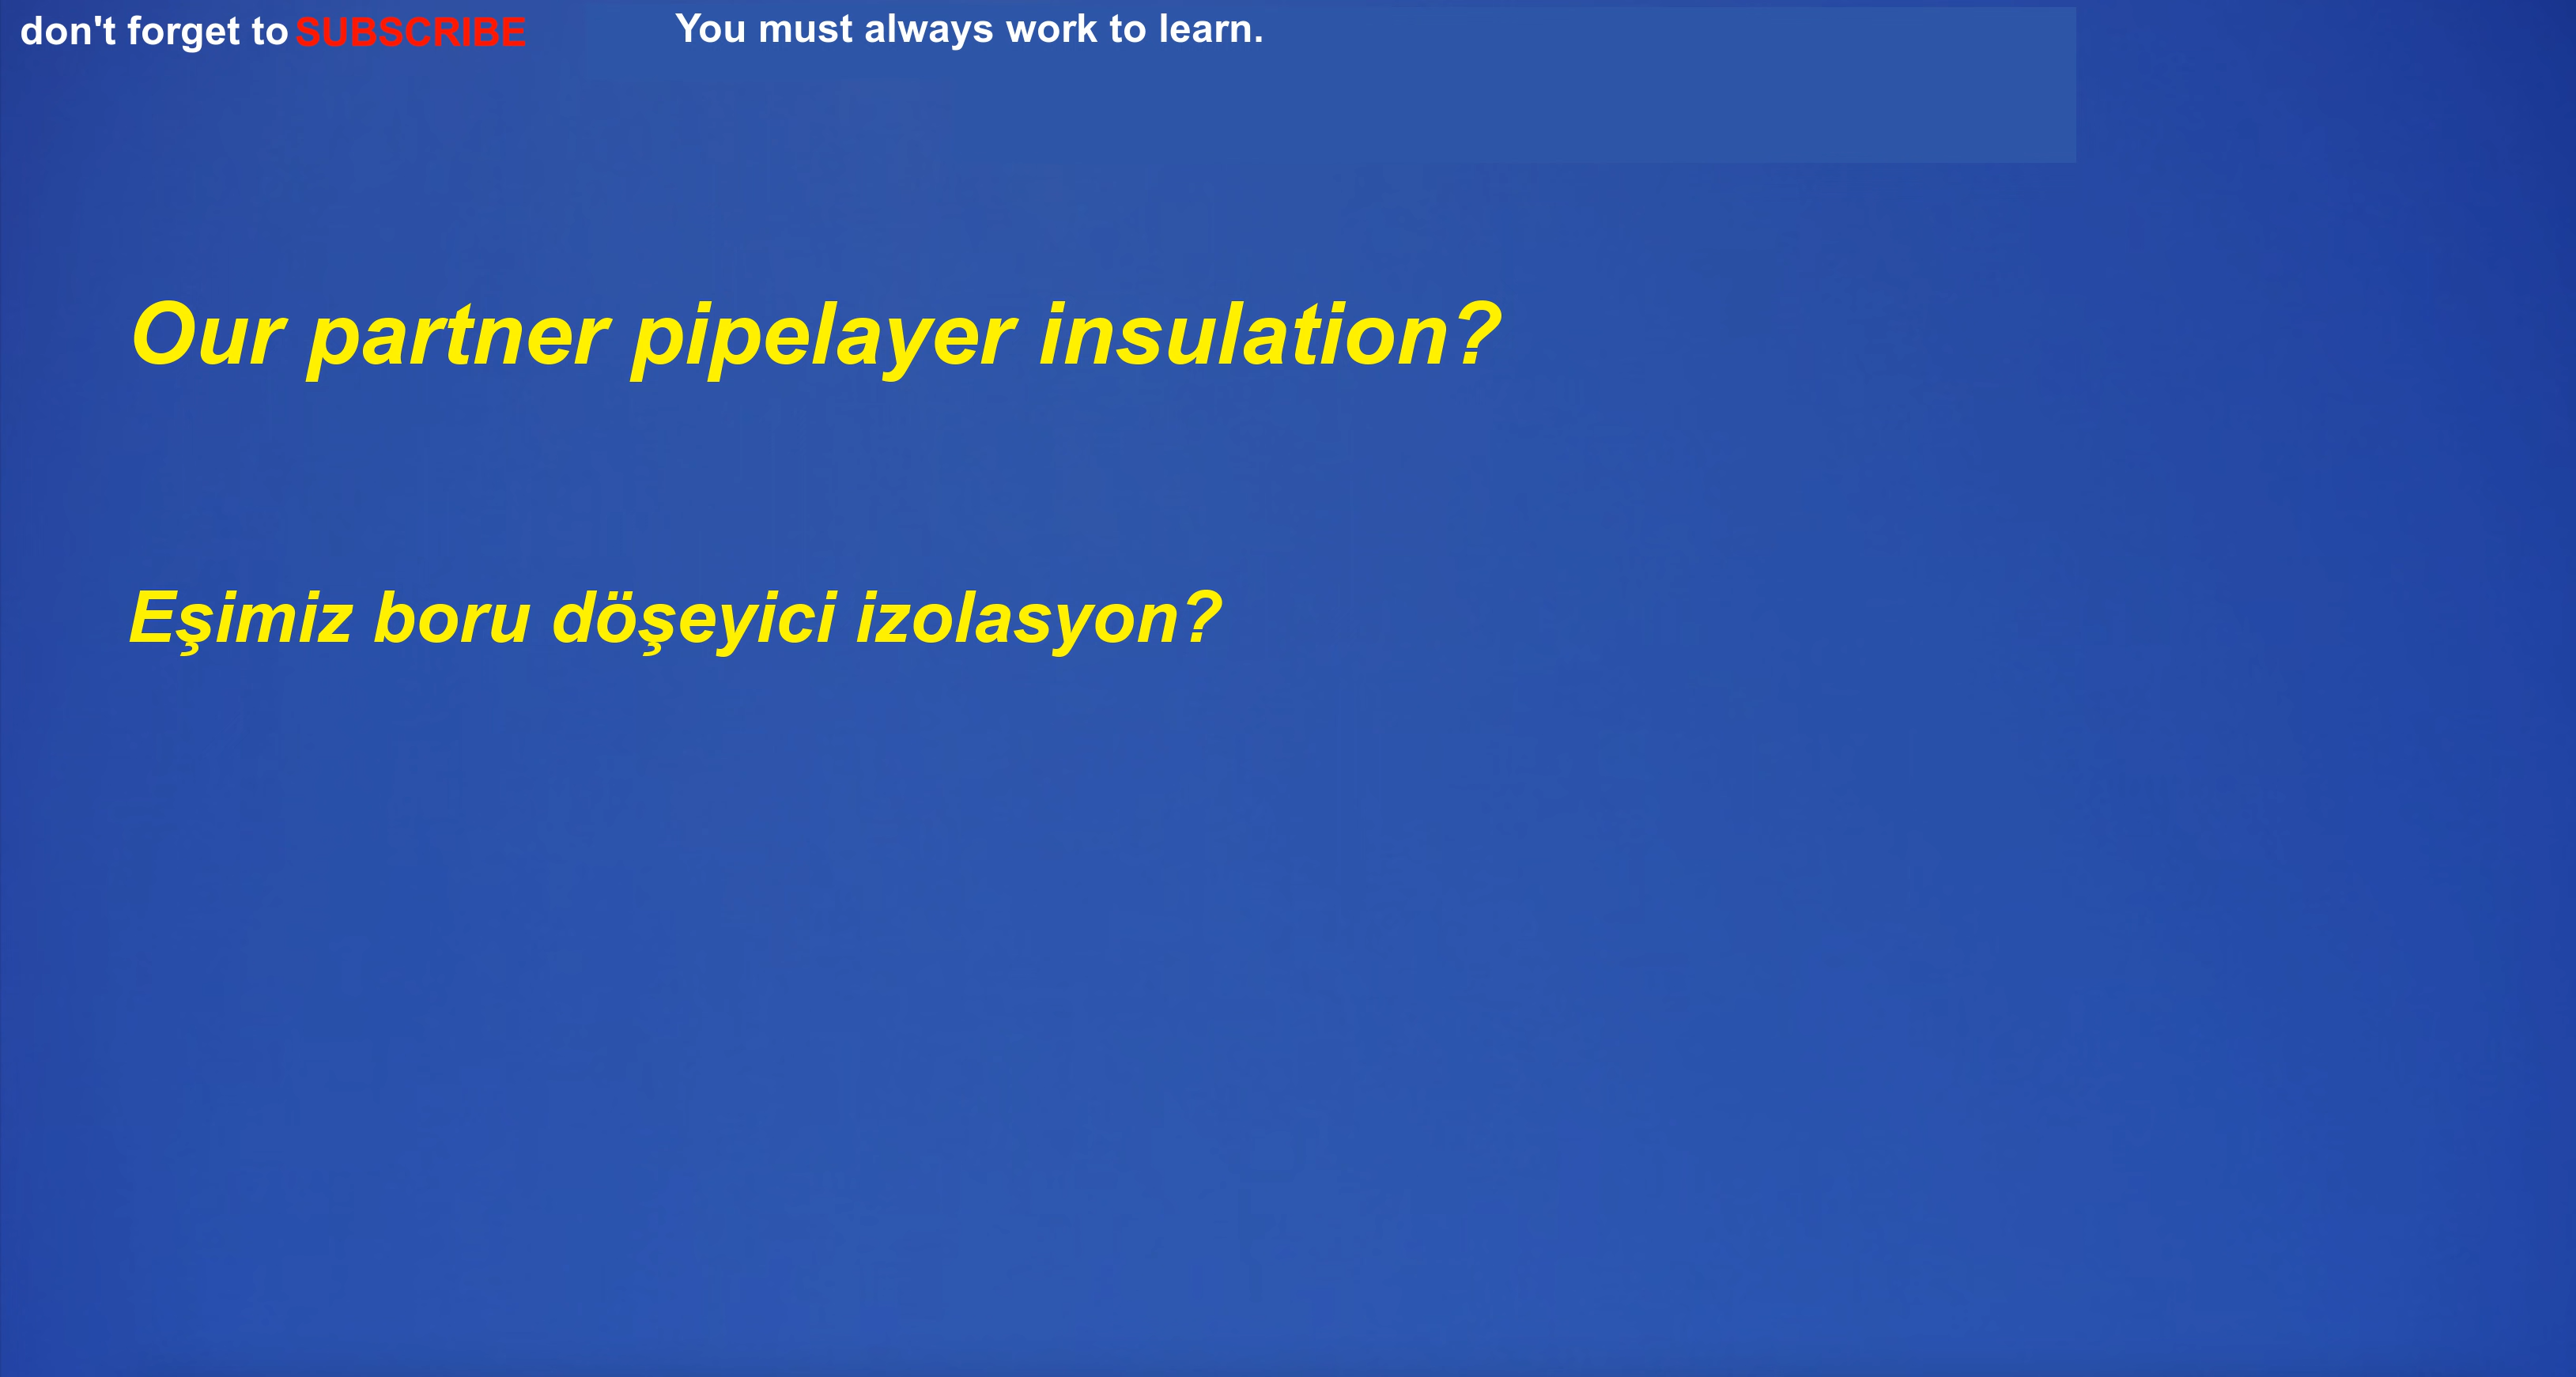 don't forget to SUBSCRIBE You must always work to learn.
Our partner pipelayer insulation?
Eşimiz boru döşeyici izolasyon?